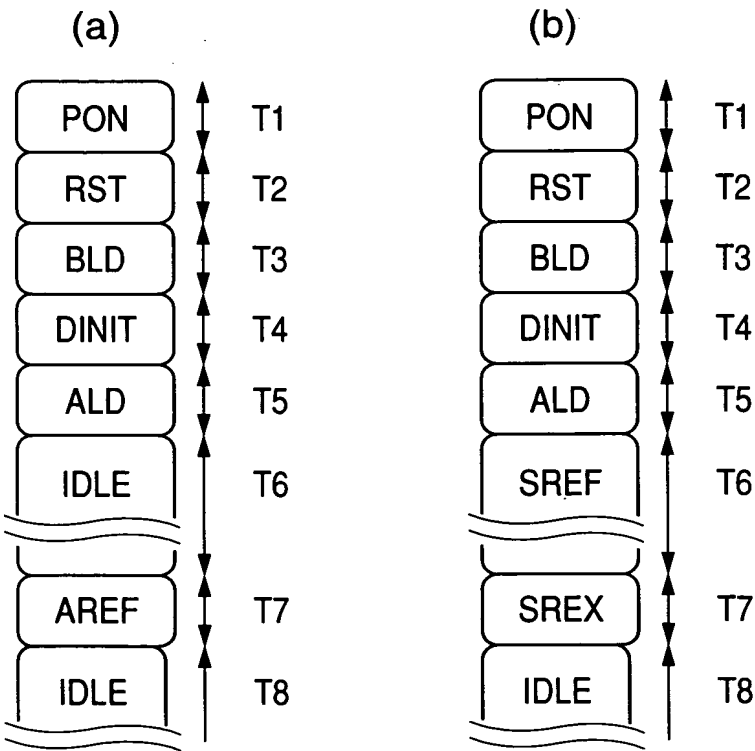 (a)
PON T1
RST T2
BLD T3
DINIT T4
ALD T5
IDLE T6
AREF T7
IDLE T8
(b)
PON T1
RST T2
BLD T3
DINIT T4
ALD T5
SREF T6
SREX T7
IDLE T8